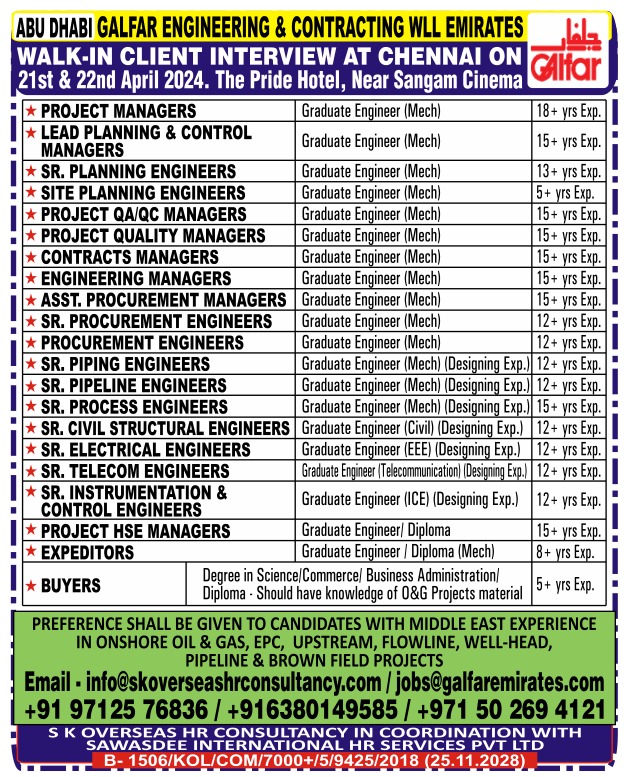 ABU DHABI GALFAR ENGINEERING & CONTRACTING WLL EMIRATES
WALK-IN CLIENT INTERVIEW AT CHENNAI ON
21st & 22nd April 2024. The Pride Hotel, Near Sangam Cinema
جلفار
Galfar
★ PROJECT MANAGERS Graduate Engineer (Mech) 18+ yrs Exp.
★ LEAD PLANNING & CONTROL
MANAGERS Graduate Engineer (Mech) 15+ yrs Exp.
★ SR. PLANNING ENGINEERS Graduate Engineer (Mech) 13+ yrs Exp.
★ SITE PLANNING ENGINEERS Graduate Engineer (Mech) 5+ yrs Exp.
★ PROJECT QA/QC MANAGERS Graduate Engineer (Mech) 15+ yrs Exp.
★ PROJECT QUALITY MANAGERS Graduate Engineer (Mech) 15+ yrs Exp.
★ CONTRACTS MANAGERS Graduate Engineer (Mech) 15+ yrs Exp.
★ ENGINEERING MANAGERS Graduate Engineer (Mech) 15+ yrs Exp.
★ ASST. PROCUREMENT MANAGERS Graduate Engineer (Mech) 15+ yrs Exp.
★ SR. PROCUREMENT ENGINEERS Graduate Engineer (Mech) 12+ yrs Exp.
★ PROCUREMENT ENGINEERS Graduate Engineer (Mech) 12+ yrs Exp.
★ SR. PIPING ENGINEERS Graduate Engineer (Mech) (Designing Exp.) 12+ yrs Exp.
★ SR. PIPELINE ENGINEERS Graduate Engineer (Mech) (Designing Exp.) 12+ yrs Exp.
★ SR. PROCESS ENGINEERS Graduate Engineer (Mech) (Designing Exp.) 15+ yrs Exp.
★ SR. CIVIL STRUCTURAL ENGINEERS Graduate Engineer (Civil) (Designing Exp.) 12+ yrs Exp.
★ SR. ELECTRICAL ENGINEERS Graduate Engineer (EEE) (Designing Exp.) 12+ yrs Exp.
★ SR. TELECOM ENGINEERS Graduate Engineer (Telecommunication) (Designing Exp.) 12+ yrs Exp.
★ SR. INSTRUMENTATION &
CONTROL ENGINEERS Graduate Engineer (ICE) (Designing Exp.) 12+ yrs Exp.
★ PROJECT HSE MANAGERS Graduate Engineer/ Diploma 15+ yrs Exp.
★ EXPEDITORS Graduate Engineer / Diploma (Mech) 8+ yrs Exp.
★ BUYERS Degree in Science/Commerce/ Business Administration/
Diploma - Should have knowledge of O&G Projects material 5+ yrs Exp.
PREFERENCE SHALL BE GIVEN TO CANDIDATES WITH MIDDLE EAST EXPERIENCE
IN ONSHORE OIL & GAS, EPC, UPSTREAM, FLOWLINE, WELL-HEAD,
PIPELINE & BROWN FIELD PROJECTS
Email - info@skoverseashrconsultancy.com / jobs@galfaremirates.com
+91 97125 76836 / +916380149585 / +971 50 269 4121
S K OVERSEAS HR CONSULTANCY IN COORDINATION WITH
SAWASDEE INTERNATIONAL HR SERVICES PVT LTD
B- 1506/KOL/COM/7000+/5/9425/2018 (25.11.2028)